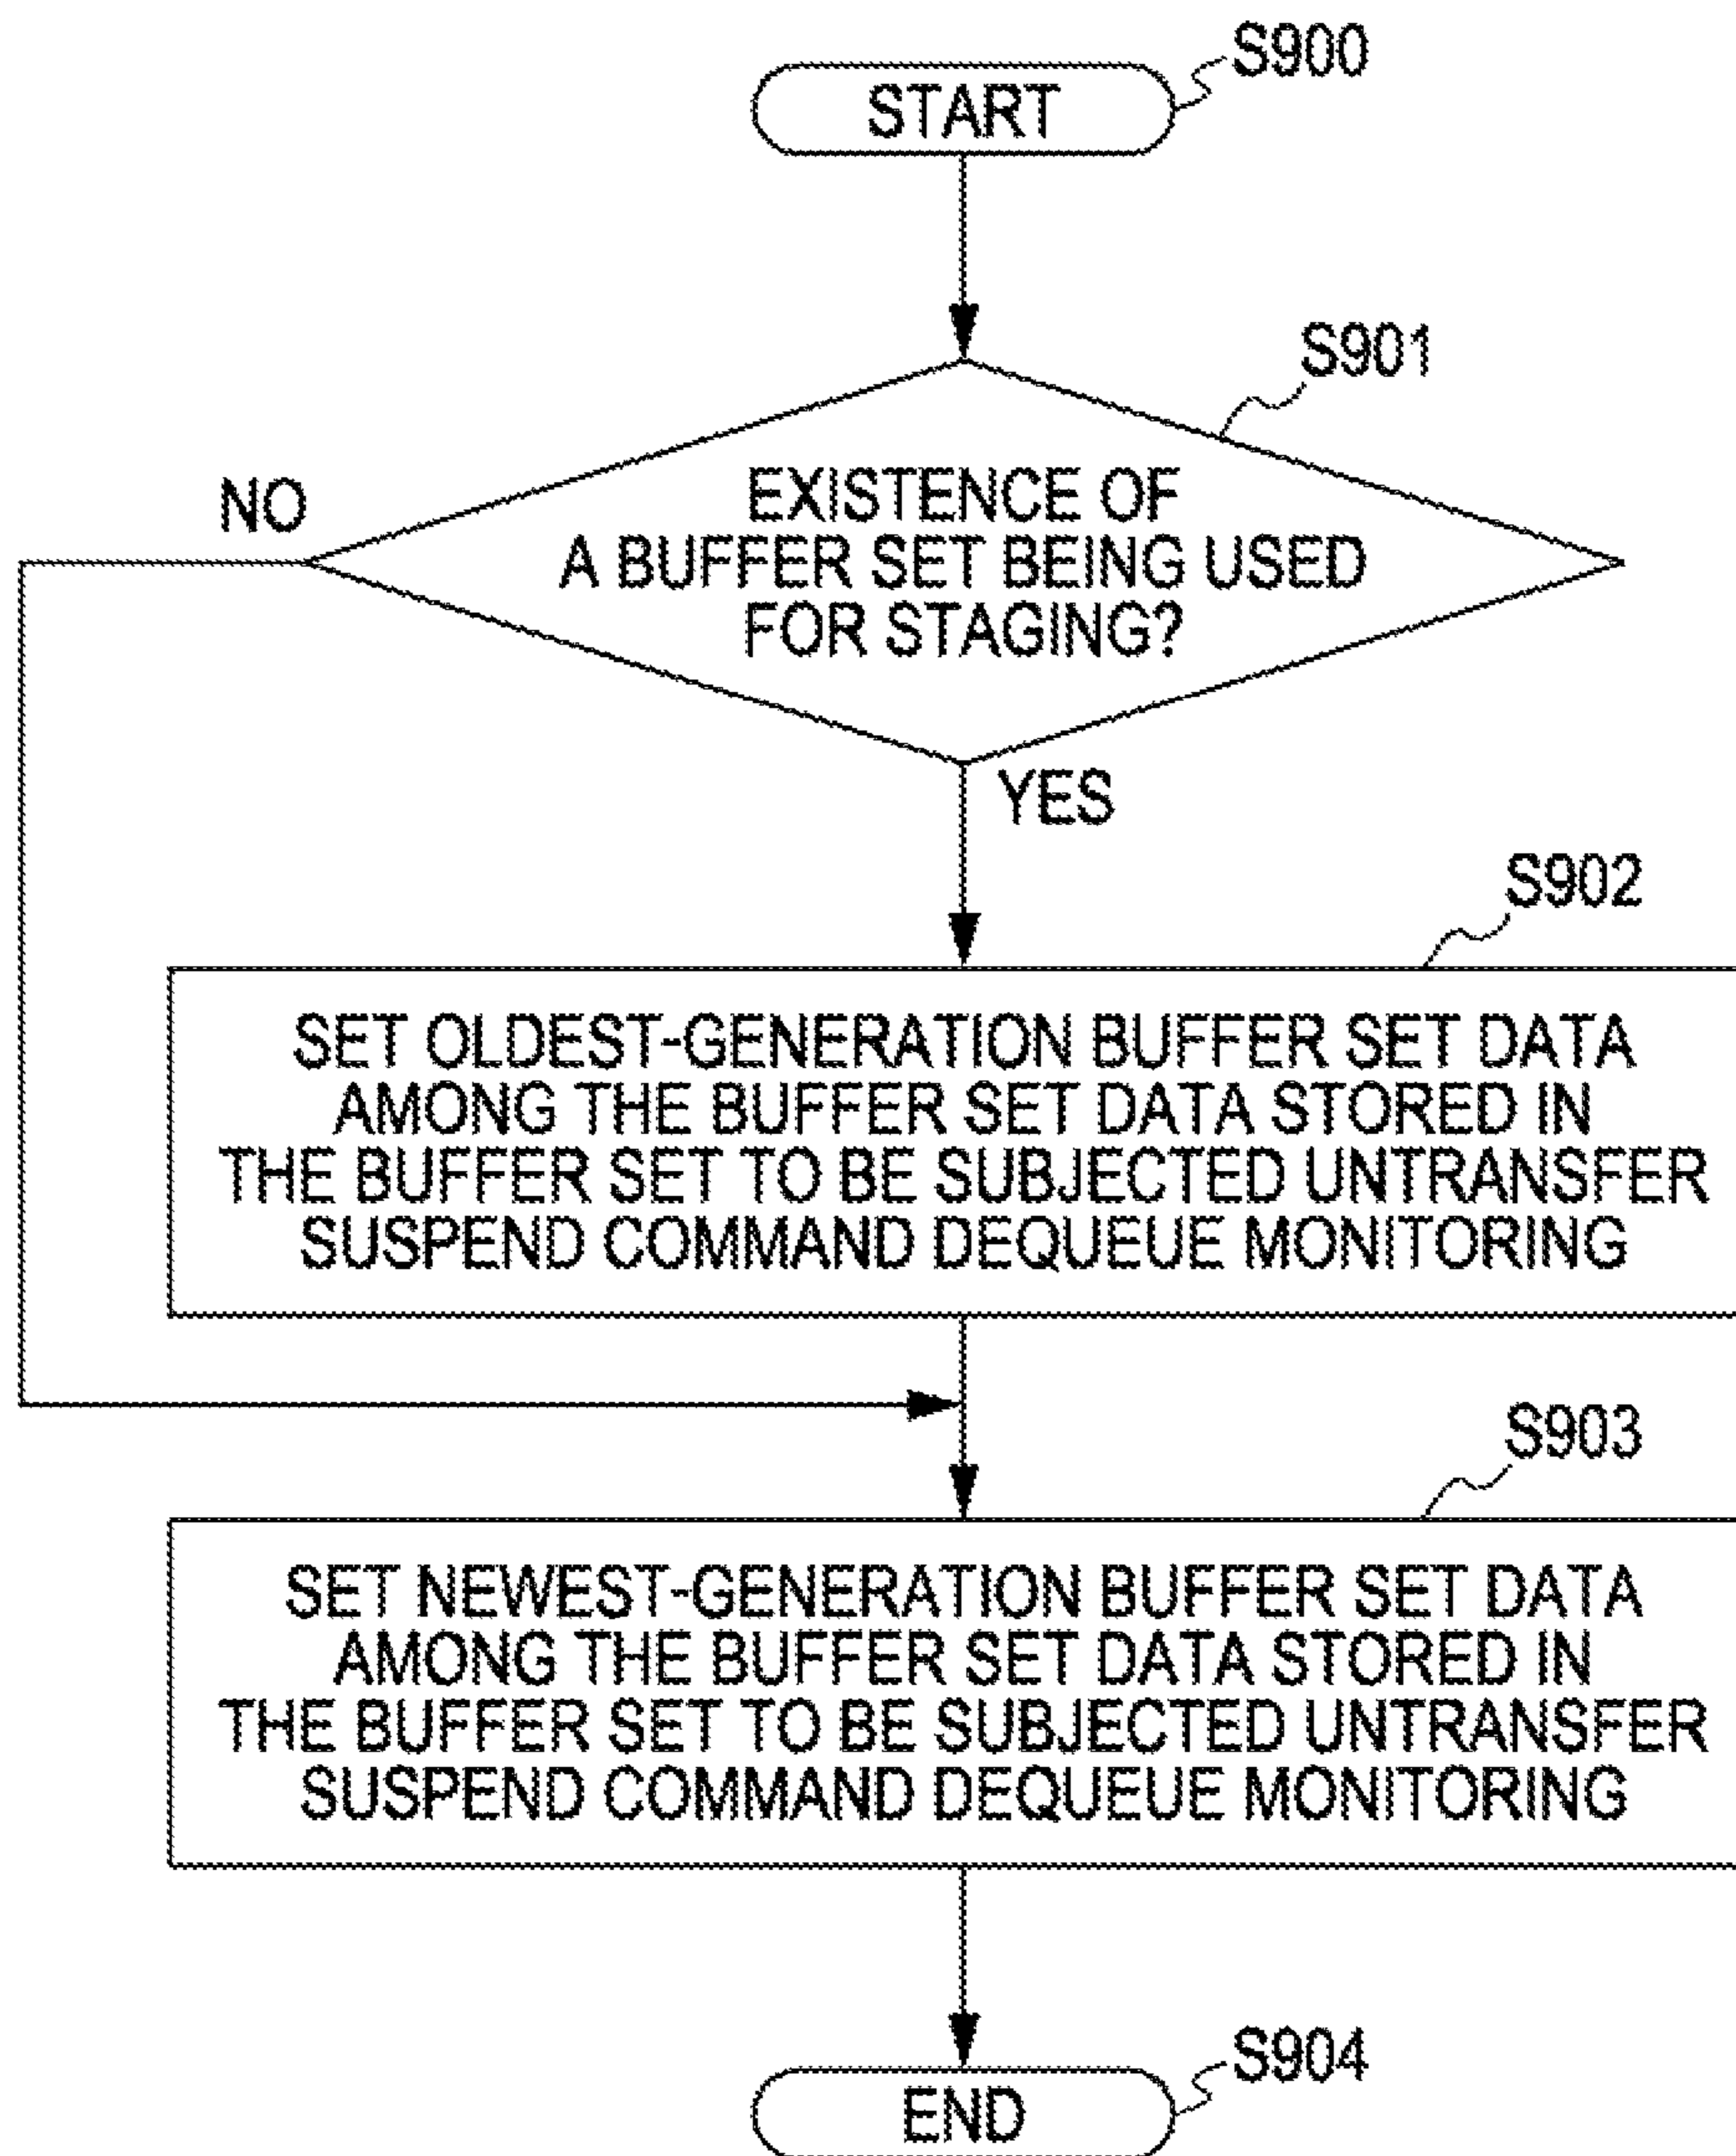 S900
START
S901
EXISTENCE OF
A BUFFER SET BEING USED
FOR STAGING?
NO
YES
S902
SET OLDEST-GENERATION BUFFER SET DATA
AMONG THE BUFFER SET DATA STORED IN
THE BUFFER SET TO BE SUBJECTED UNTRANSFER
SUSPEND COMMAND DEQUEUE MONITORING
S903
SET NEWEST-GENERATION BUFFER SET DATA
AMONG THE BUFFER SET DATA STORED IN
THE BUFFER SET TO BE SUBJECTED UNTRANSFER
SUSPEND COMMAND DEQUEUE MONITORING
S904
END